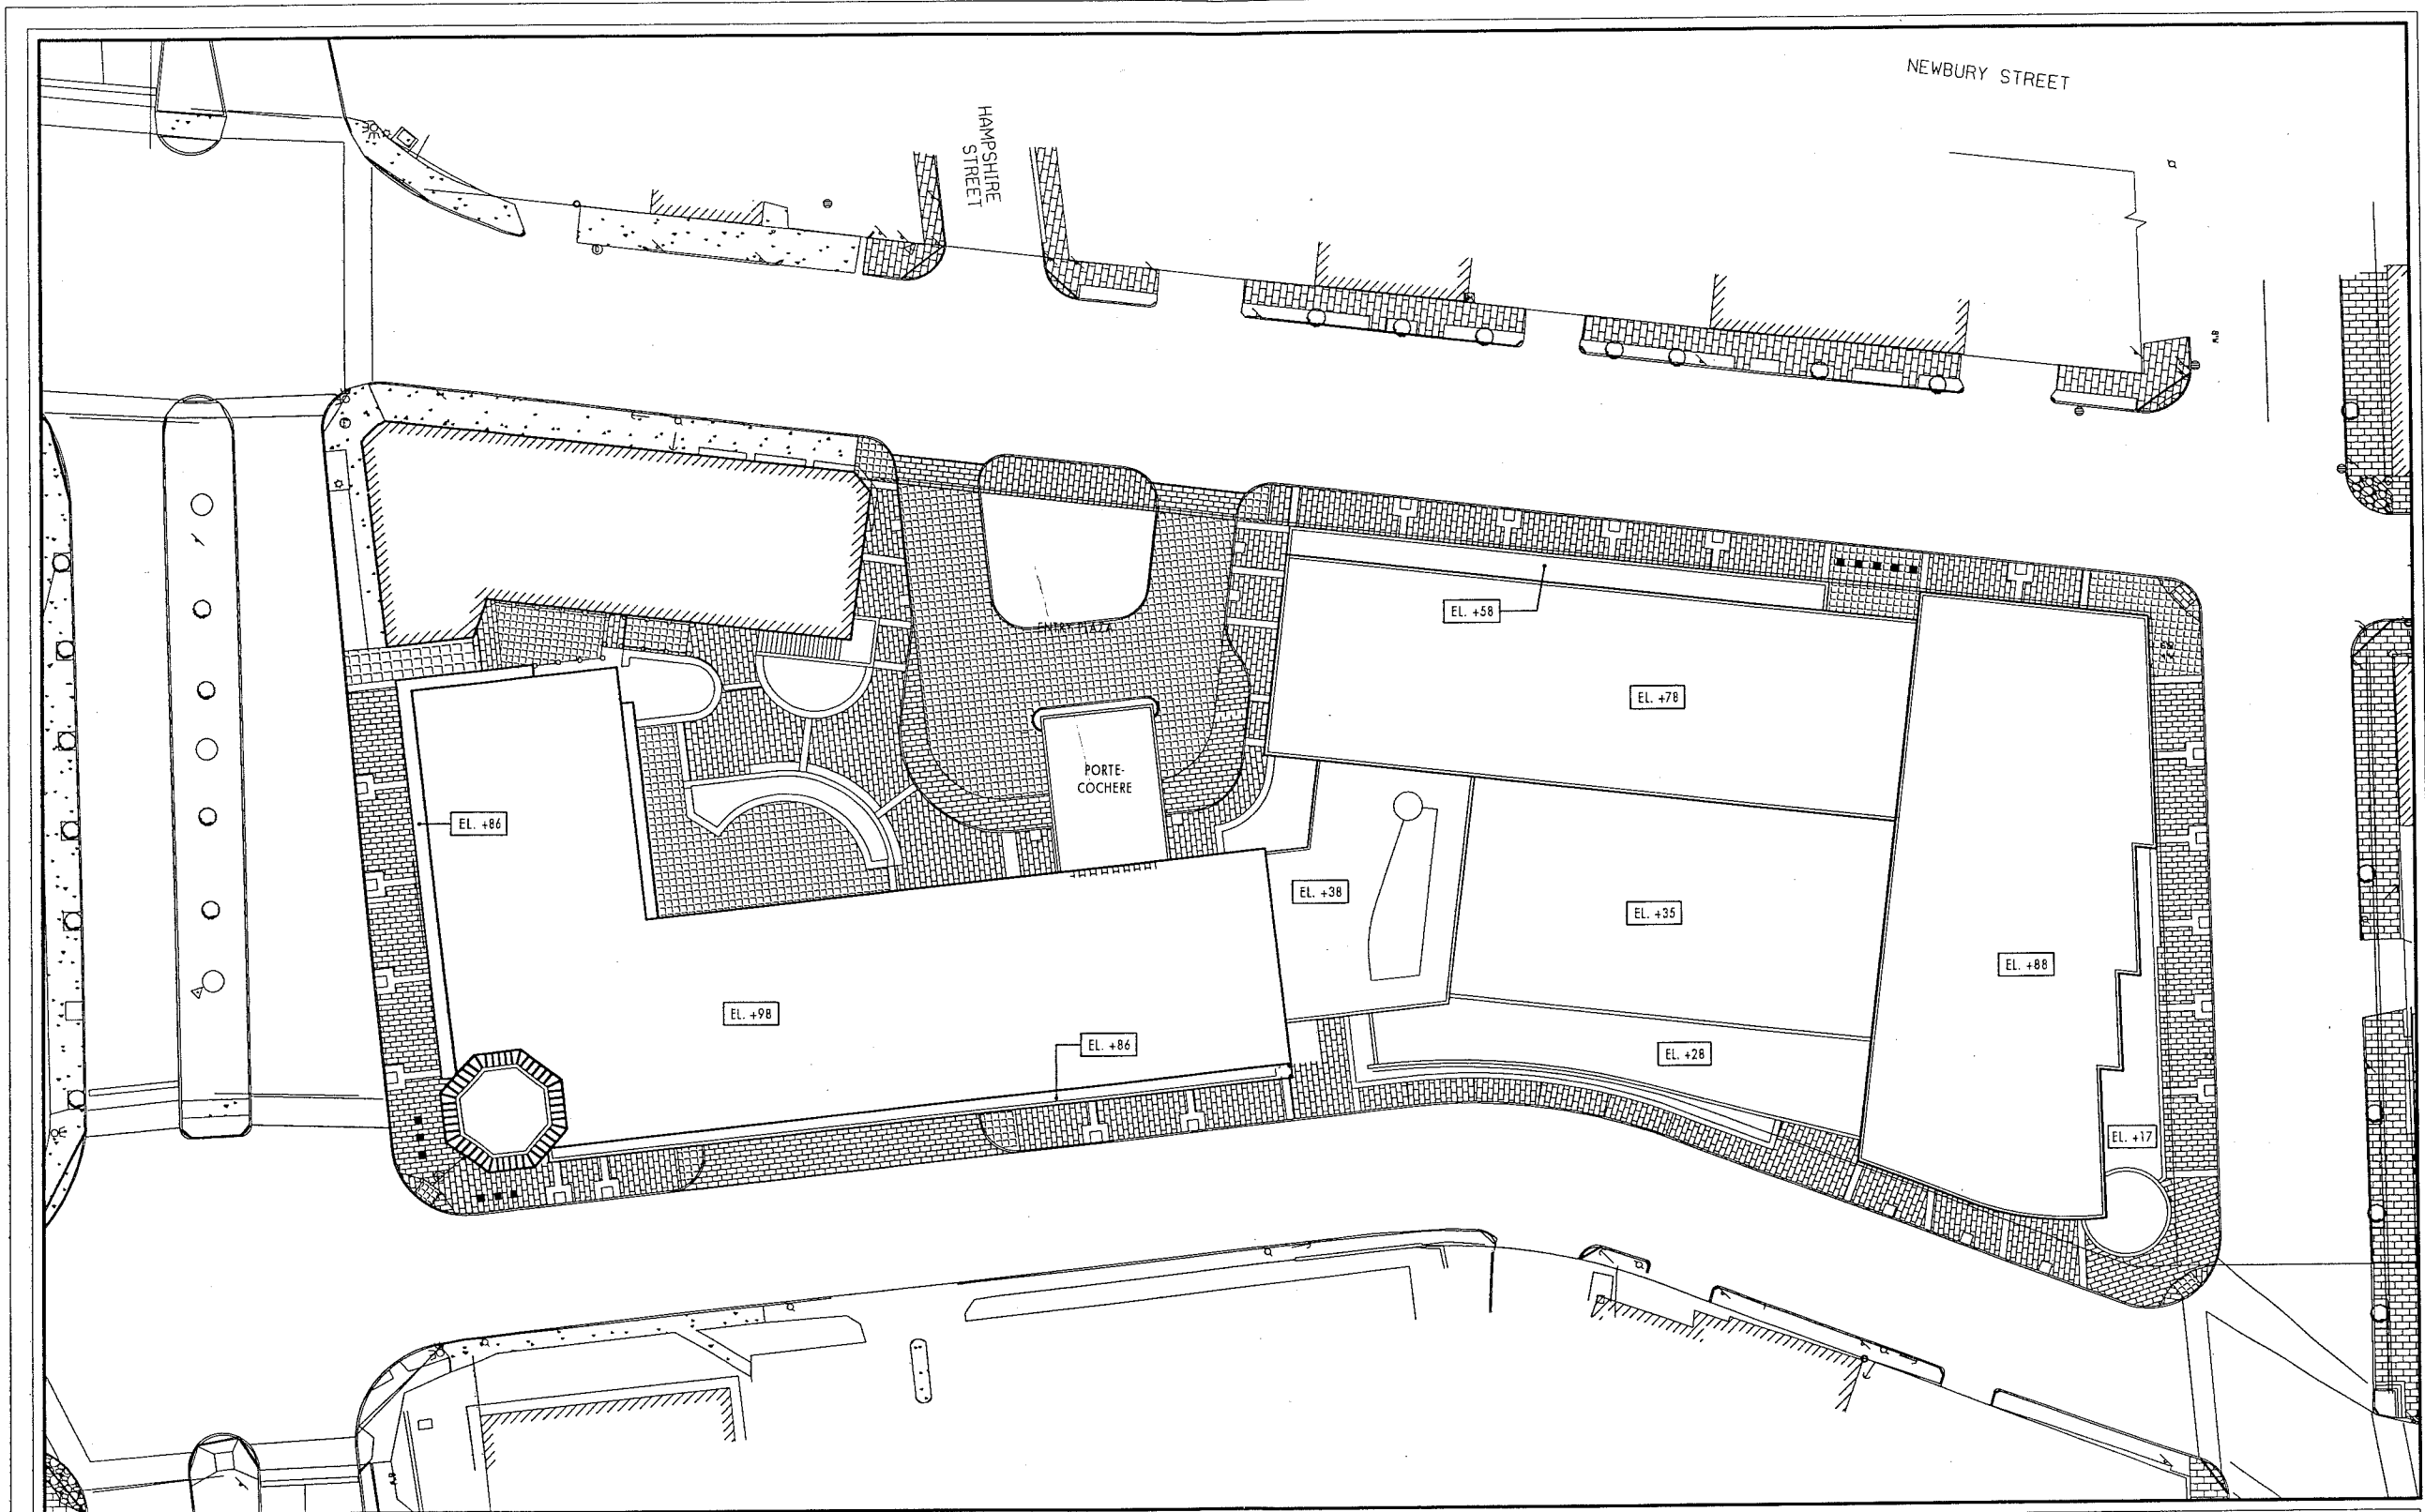 NEWBURY STREET
HAMPSHIRE
STREET
EL. +58
ENTRY PLAZA
EL. +78
PORTE-
COCHERE
EL. +86
EL. +38
EL. +35
EL. +88
EL. +98
EL. +86
EL. +28
EL. +17